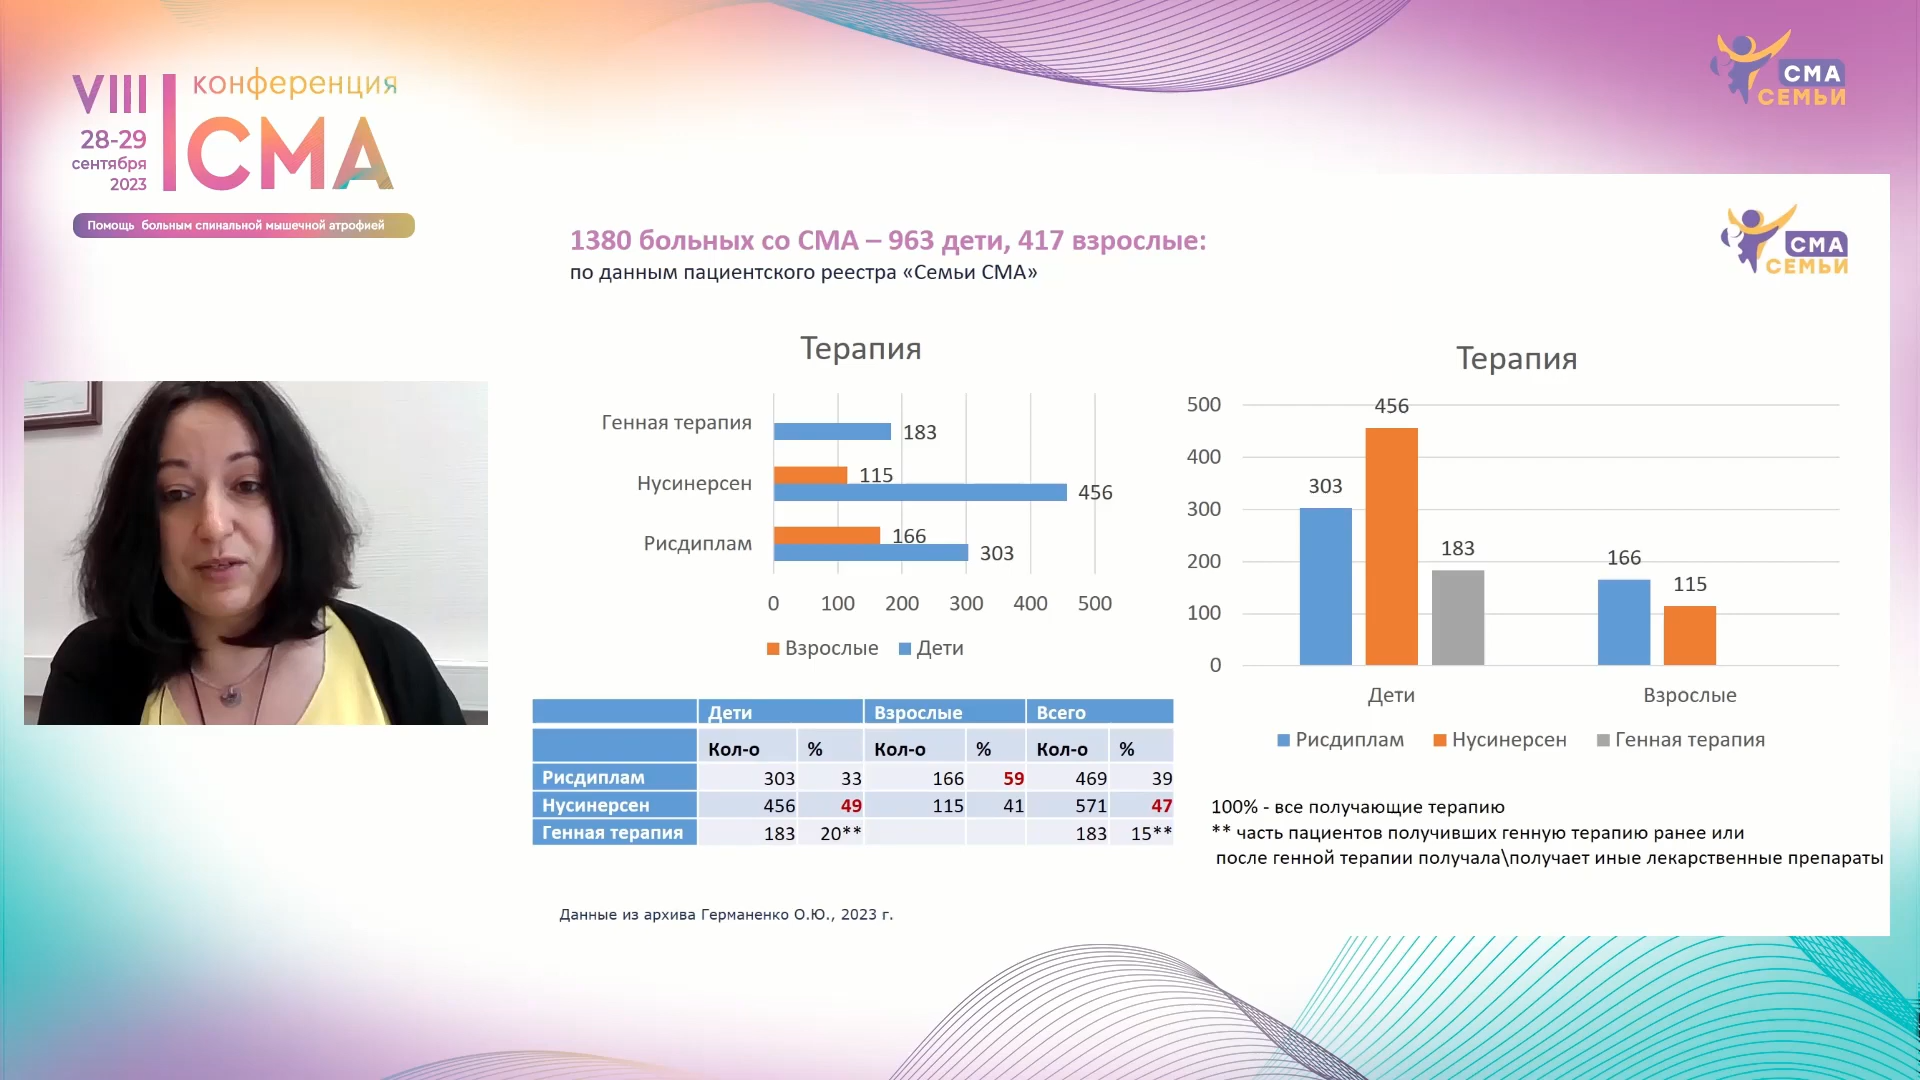 VIII
28-29
сентября
2023
конференция
СМА
Помощь больным спинальной мышечной атрофией
СМА
СЕМЬИ
СМА
СЕМЬИ
1380 больных со СМА – 963 дети, 417 взрослые:
по данным пациентского реестра «Семьи СМА»
Терапия
Генная терапия
183
Нусинерсен
115
456
Рисдиплам
166
303
0 100 200 300 400 500
Взрослые Дети
Терапия
500
400
300
200
100
0
303
456
183
166
115
Дети Взрослые
Рисдиплам Нусинерсен Генная терапия
Дети Взрослые Всего
Кол-о % Кол-о % Кол-о %
Рисдиплам 303 33 166 59 469 39
Нусинерсен 456 49 115 41 571 47
Генная терапия 183 20** 183 15**
100% - все получающие терапию
** часть пациентов получивших генную терапию ранее или
после генной терапии получала\получает иные лекарственные препараты
Данные из архива Германенко О.Ю., 2023 г.